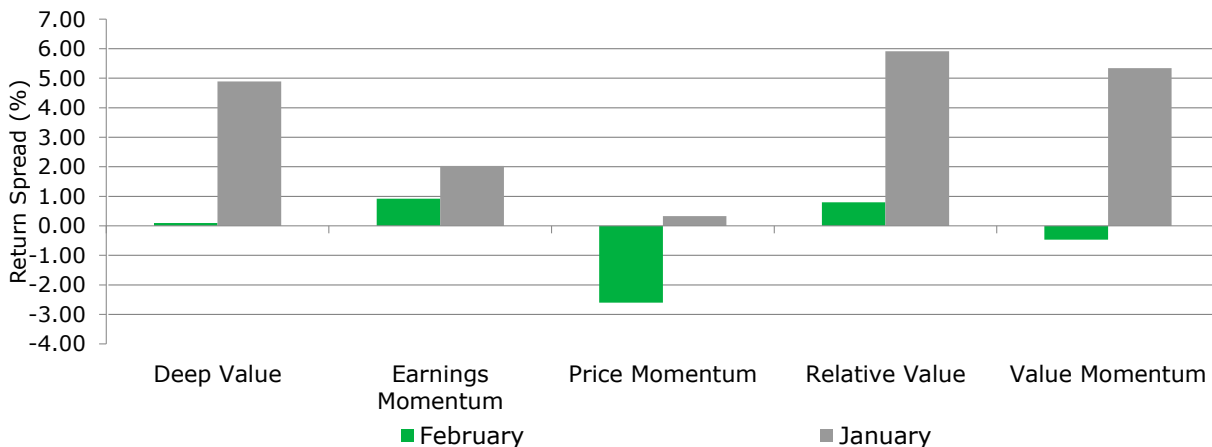 7.00
6.00
5.00
4.00
3.00
2.00
1.00
0.00
-1.00
-2.00
-3.00
-4.00
Return Spread (%)
Deep Value
Earnings
Momentum
Price Momentum
Relative Value
Value Momentum
February
January